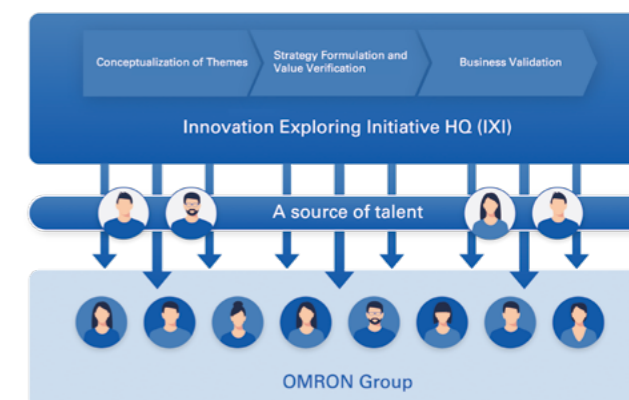 Conceptualization of Themes
Strategy Formulation and
Value Verification
Business Validation
Innovation Exploring Initiative HQ (IXI)
A source of talent
OMRON Group